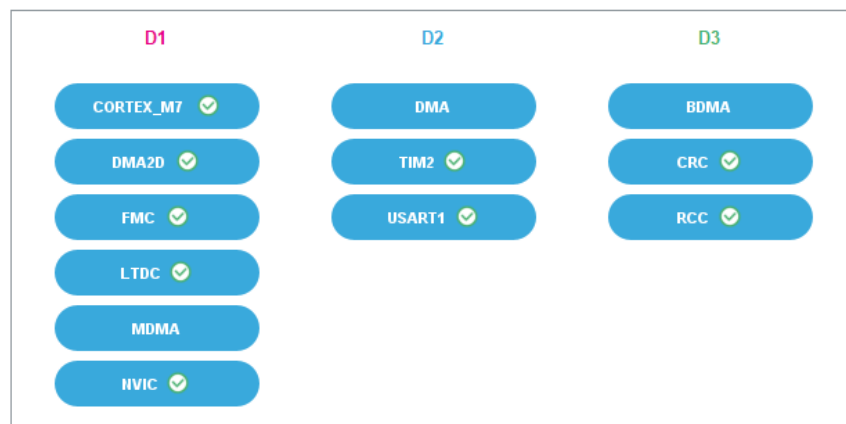 D1
CORTEX_M7
DMA2D
FMC
LTDC
MDMA
NVIC
D2
DMA
TIM2
USART1
D3
BDMA
CRC
RCC